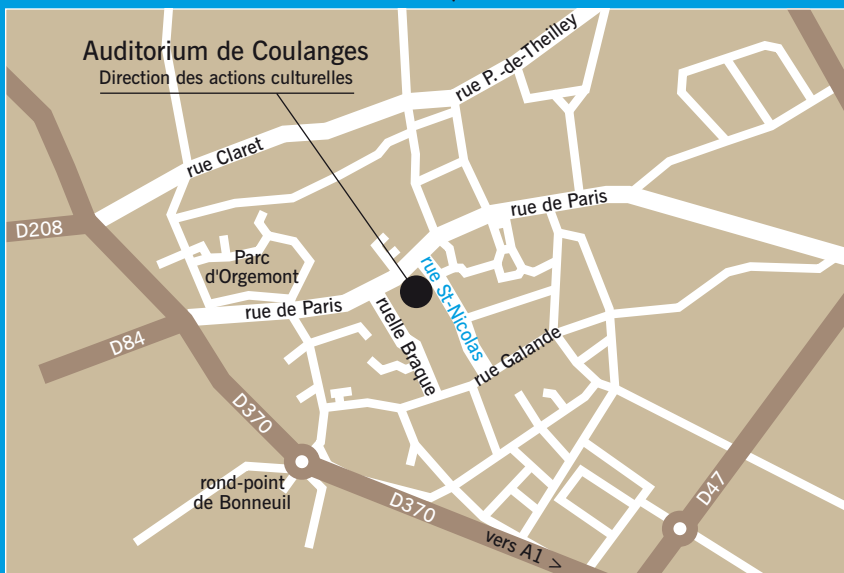 Auditorium de Coulanges
Direction des actions culturelles
rue P. -de-Theilley
rue Claret
rue de Paris
D208
Parc
d'Orgemont
rue St-Nicolas
rue de Paris
ruelle Braque
D84
rue Galande
D370
rond-point
de Bonneuil
D47
D370
vers A1 >